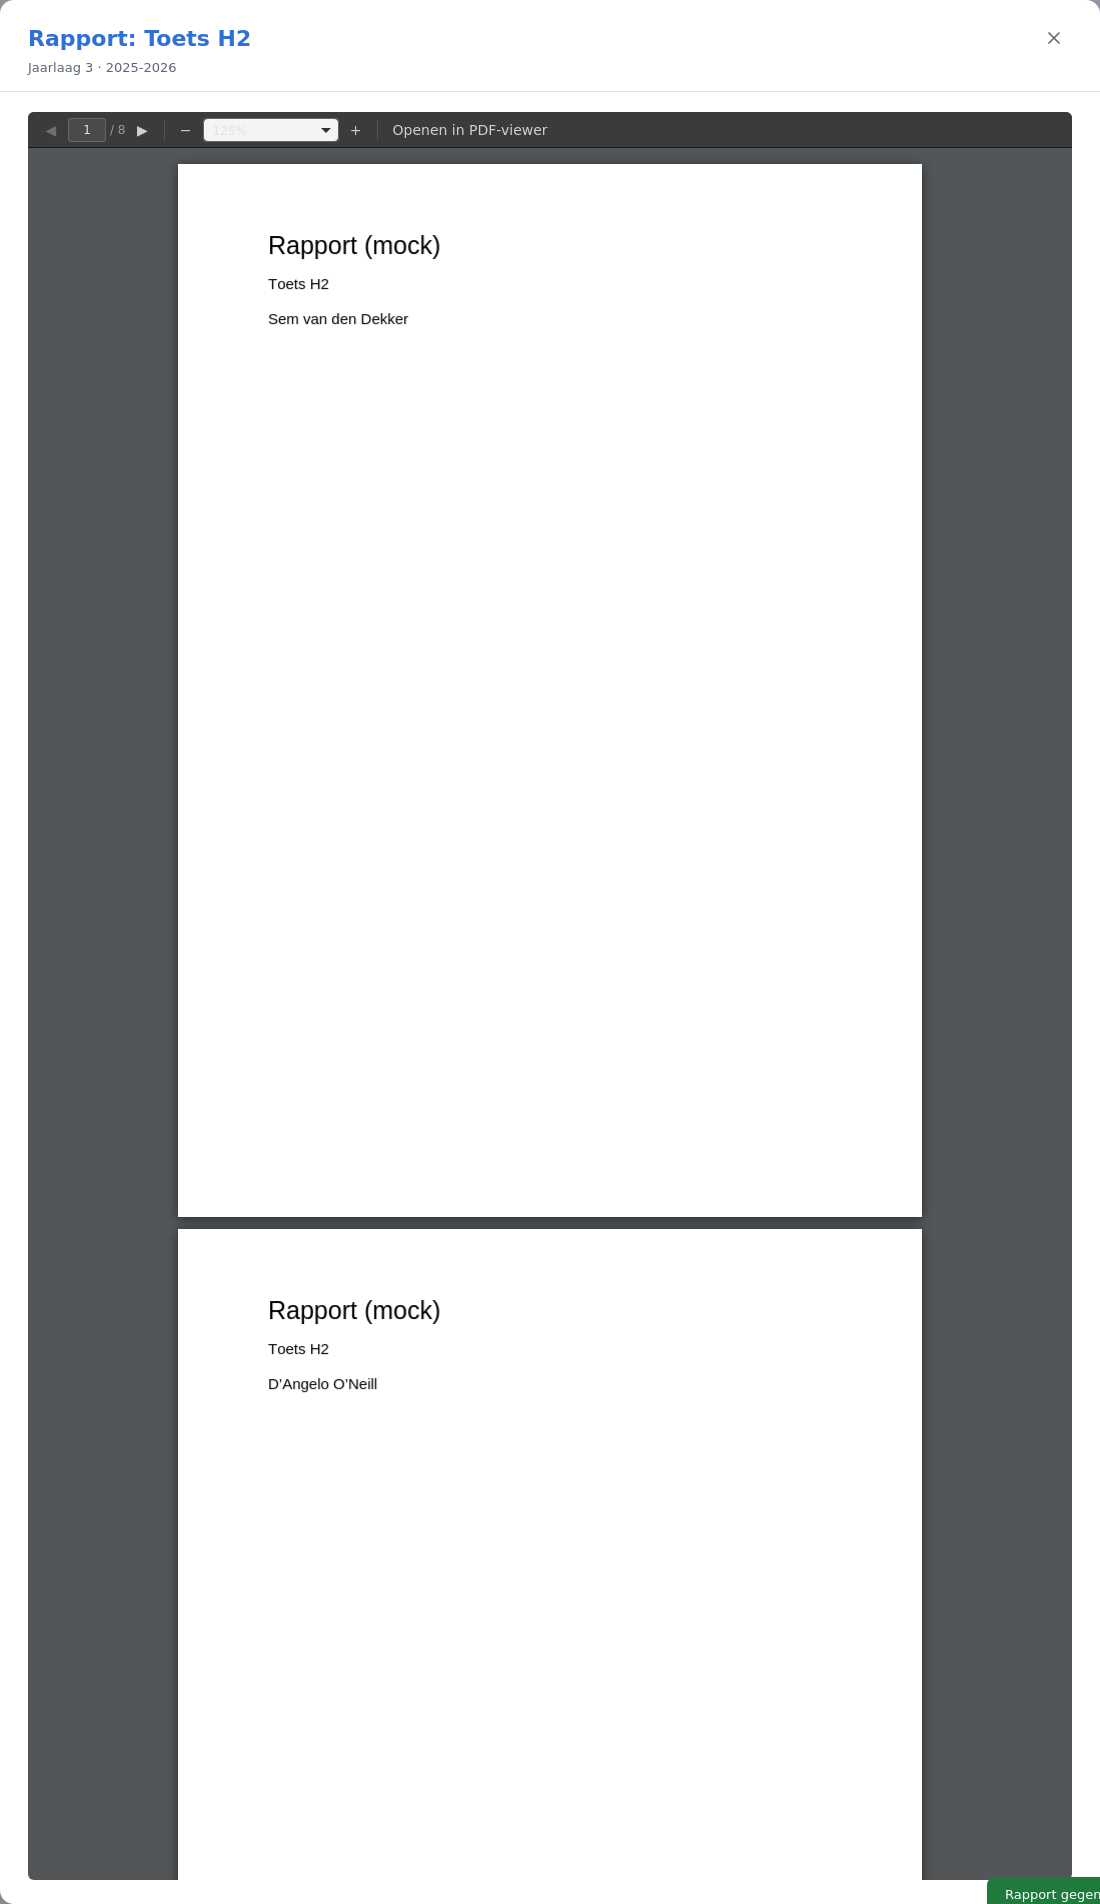 Rapport: Toets H2
Jaarlaag 3 · 2025-2026
1 / 8
125%
Openen in PDF-viewer
Rapport (mock)
Toets H2
Sem van den Dekker
Rapport (mock)
Toets H2
D’Angelo O’Neill
Rapport